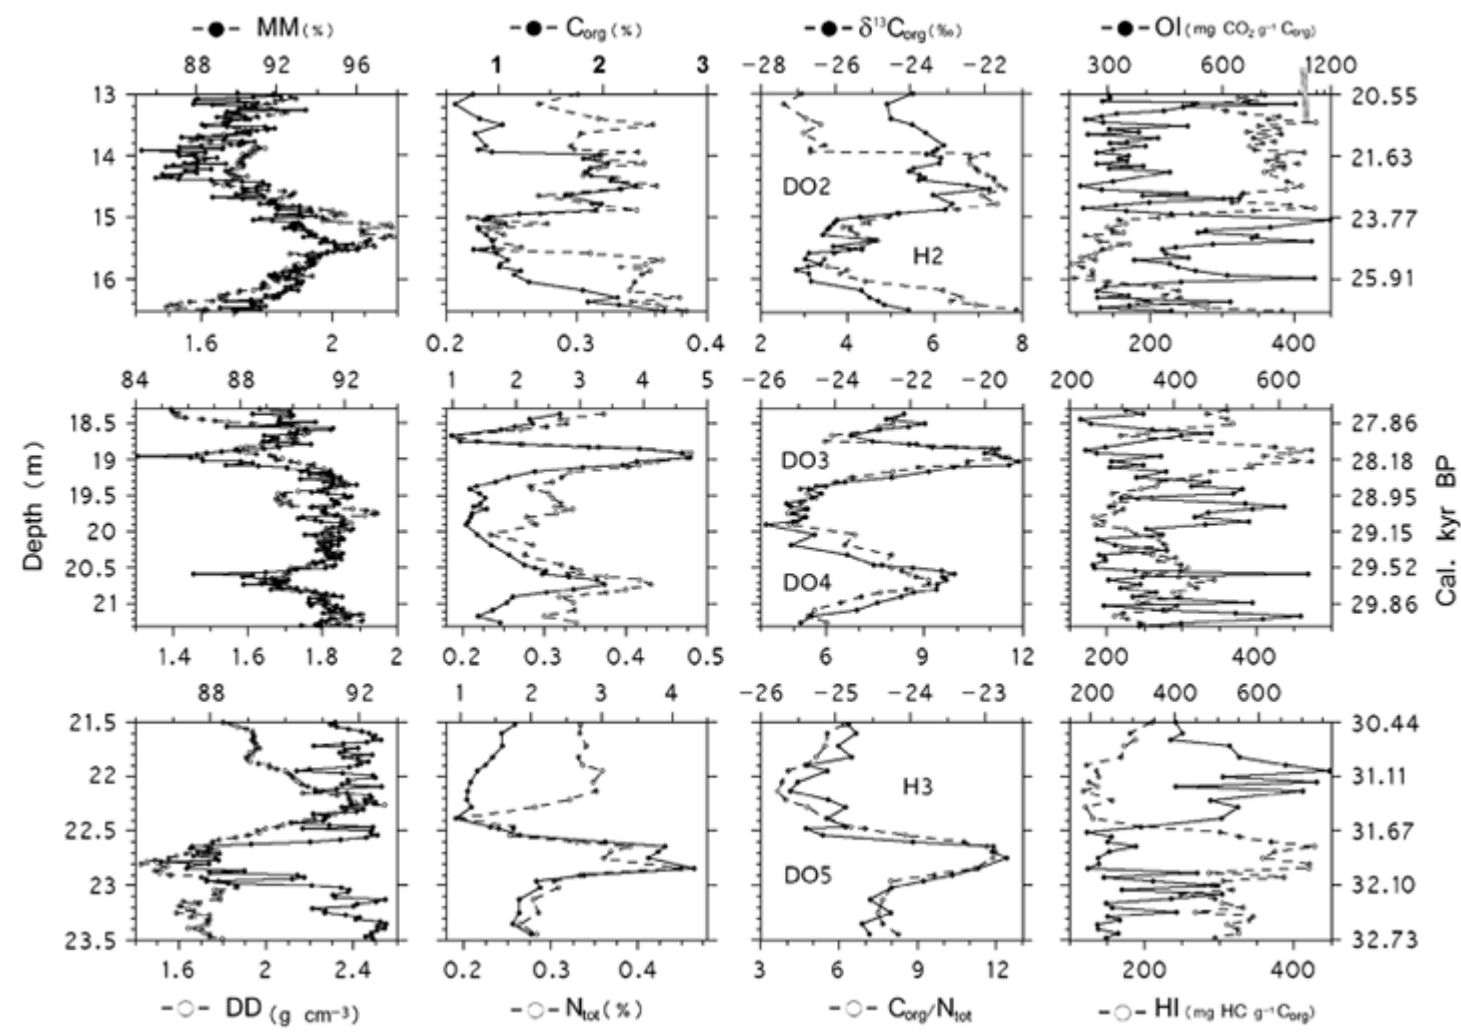 MM (%) C_org (%) δ¹³C_org (‰) OI (mg CO₂ g⁻¹ C_org)
88 92 96 1 2 3 -28 -26 -24 -22 300 600 1200
13 20.55
14 21.63
DO2
15 23.77
H2
16 25.91
1.6 2 0.2 0.3 0.4 2 4 6 8 200 400
84 88 92 1 2 3 4 5 -26 -24 -22 -20 200 400 600
18.5 27.86
19 DO3 28.18
19.5 28.95
20 29.15
20.5 29.52
DO4
21 29.86
Depth (m)
Cal. kyr BP
1.4 1.6 1.8 2 0.2 0.3 0.4 0.5 6 9 12 200 400
88 92 1 2 3 4 -26 -25 -24 -23 200 400 600
21.5 30.44
22 31.11
H3
22.5 31.67
DO5
23 32.10
23.5 32.73
1.6 2 2.4 0.2 0.3 0.4 3 6 9 12 200 400
DD (g cm⁻³) N_tot (%) C_org/N_tot HI (mg HC g⁻¹ C_org)